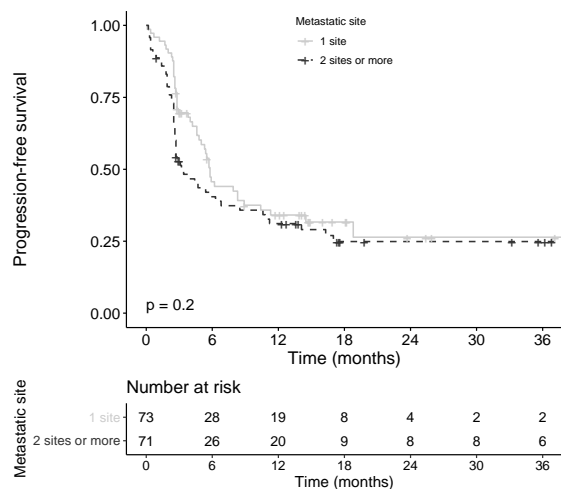 Metastatic site
1 site
2 sites or more
Progression-free survival
1.00
0.75
0.50
0.25
0.00
p = 0.2
0 6 12 18 24 30 36
Time (months)
Number at risk
Metastatic site
1 site 73 28 19 8 4 2 2
2 sites or more 71 26 20 9 8 8 6
0 6 12 18 24 30 36
Time (months)